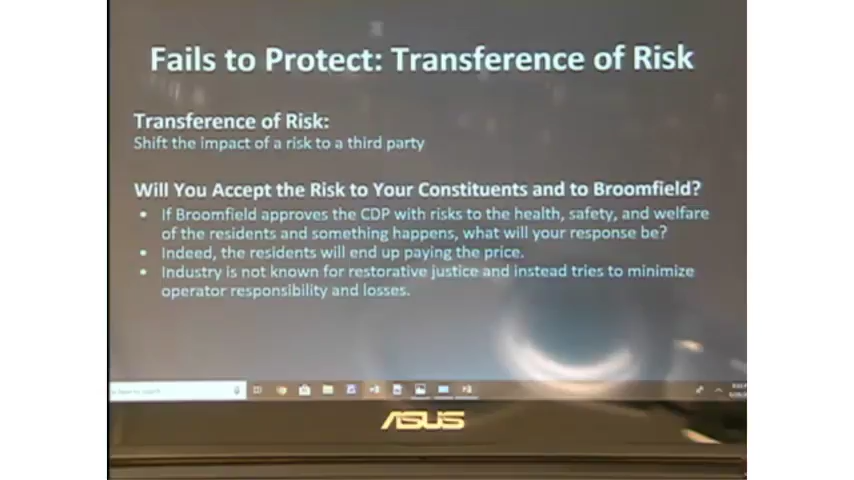 Fails to Protect: Transference of Risk
Transference of Risk:
Shift the impact of a risk to a third party
Will You Accept the Risk to Your Constituents and to Broomfield?
• If Broomfield approves the CDP with risks to the health, safety, and welfare
of the residents and something happens, what will your response be?
• Indeed, the residents will end up paying the price.
• Industry is not known for restorative justice and instead tries to minimize
operator responsibility and losses.
ASUS